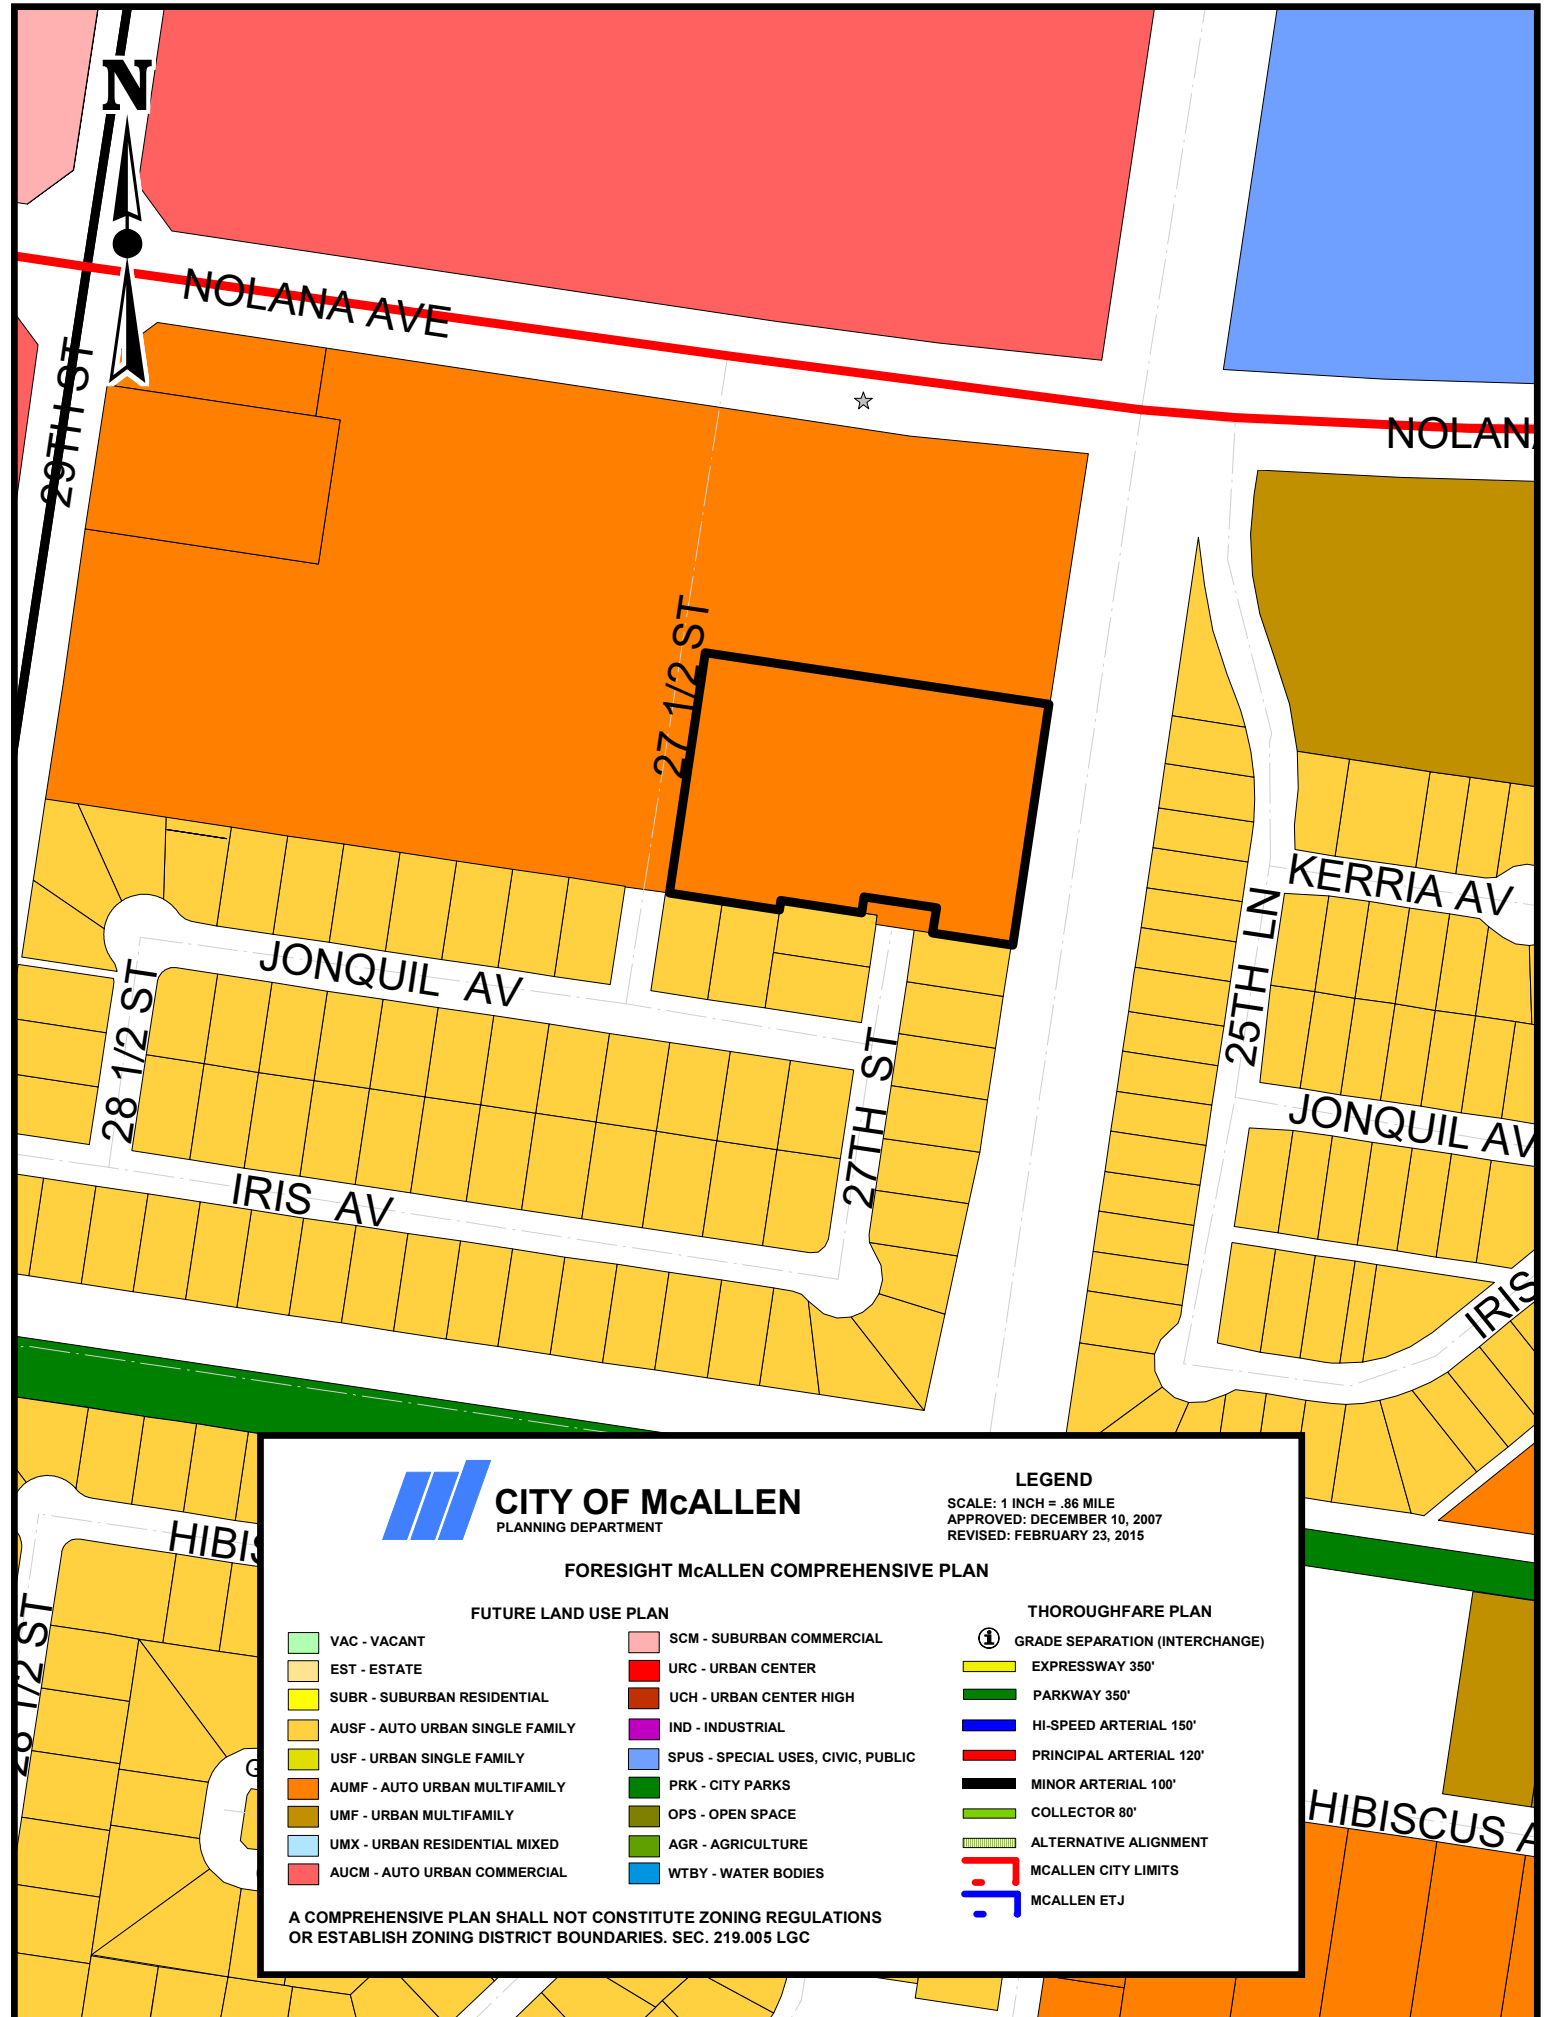 N
NOLANA AVE
29TH ST
NOLANA
27 1/2 ST
KERRIA AV
25TH LN
JONQUIL AV
28 1/2 ST
27TH ST
JONQUIL AV
IRIS AV
IRIS
HIBIS
28 1/2 ST
G
HIBISCUS A
CITY OF McALLEN
PLANNING DEPARTMENT
LEGEND
SCALE: 1 INCH = .86 MILE
APPROVED: DECEMBER 10, 2007
REVISED: FEBRUARY 23, 2015
FORESIGHT McALLEN COMPREHENSIVE PLAN
FUTURE LAND USE PLAN
VAC - VACANT
EST - ESTATE
SUBR - SUBURBAN RESIDENTIAL
AUSF - AUTO URBAN SINGLE FAMILY
USF - URBAN SINGLE FAMILY
AUMF - AUTO URBAN MULTIFAMILY
UMF - URBAN MULTIFAMILY
UMX - URBAN RESIDENTIAL MIXED
AUCM - AUTO URBAN COMMERCIAL
SCM - SUBURBAN COMMERCIAL
URC - URBAN CENTER
UCH - URBAN CENTER HIGH
IND - INDUSTRIAL
SPUS - SPECIAL USES, CIVIC, PUBLIC
PRK - CITY PARKS
OPS - OPEN SPACE
AGR - AGRICULTURE
WTBY - WATER BODIES
THOROUGHFARE PLAN
GRADE SEPARATION (INTERCHANGE)
EXPRESSWAY 350'
PARKWAY 350'
HI-SPEED ARTERIAL 150'
PRINCIPAL ARTERIAL 120'
MINOR ARTERIAL 100'
COLLECTOR 80'
ALTERNATIVE ALIGNMENT
MCALLEN CITY LIMITS
MCALLEN ETJ
A COMPREHENSIVE PLAN SHALL NOT CONSTITUTE ZONING REGULATIONS
OR ESTABLISH ZONING DISTRICT BOUNDARIES. SEC. 219.005 LGC